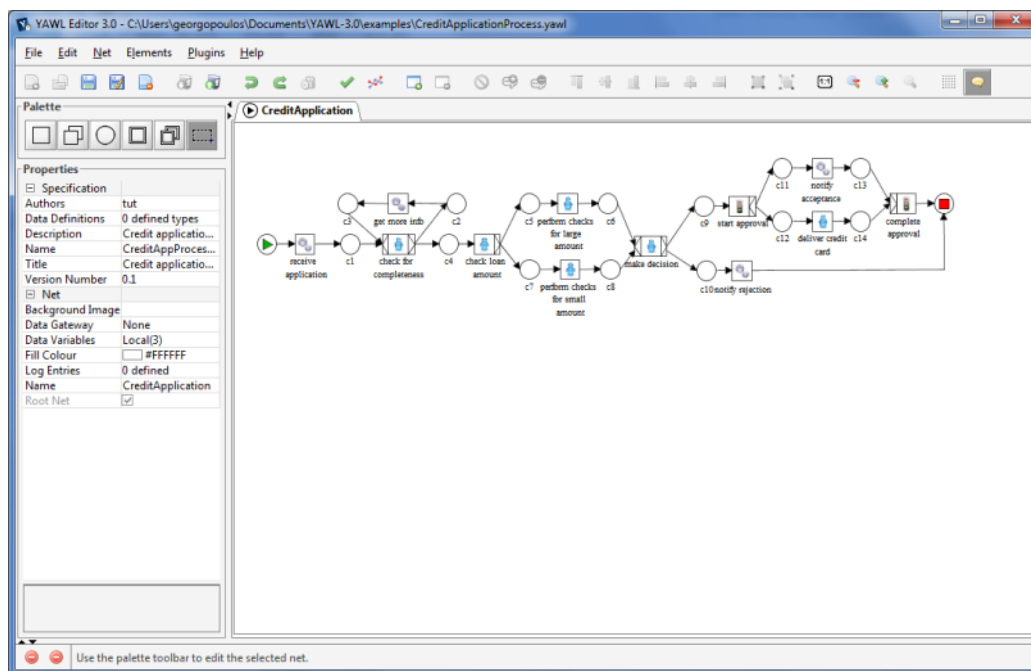 YAWL Editor 3.0 - C:\Users\georgopoulos\Documents\YAWL-3.0\examples\CreditApplicationProcess.yawl
File Edit Net Elements Plugins Help
1:1
Palette
CreditApplication
Properties
Specification
Authors tut
Data Definitions 0 defined types
Description Credit applicatio...
Name CreditAppProces...
Title Credit applicatio...
Version Number 0.1
Net
Background Image
Data Gateway None
Data Variables Local(3)
Fill Colour #FFFFFF
Log Entries 0 defined
Name CreditApplication
Root Net
receive
application
c1
c3
get more info
c2
check for
completeness
c4
check loan
amount
c5
perform checks
for large
amount
c6
c7
perform checks
for small
amount
c8
make decision
c9
start approval
c10
notify rejection
c11
notify
acceptance
c13
c12
deliver credit
card
c14
complete
approval
Use the palette toolbar to edit the selected net.